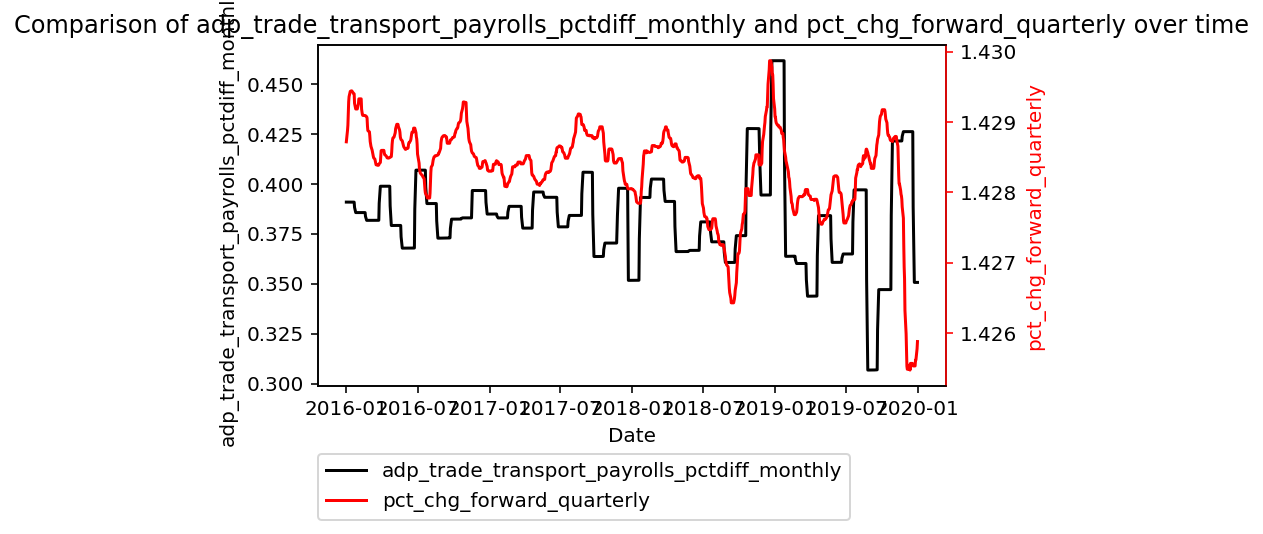 Comparison of adp_trade_transport_payrolls_pctdiff_monthly and pct_chg_forward_quarterly over time
adp_trade_transport_payrolls_pctdiff_monthly
0.450
0.425
0.400
0.375
0.350
0.325
0.300
1.430
1.429
1.428
1.427
1.426
pct_chg_forward_quarterly
2016-01 2016-07 2017-01 2017-07 2018-01 2018-07 2019-01 2019-07 2020-01
Date
adp_trade_transport_payrolls_pctdiff_monthly
pct_chg_forward_quarterly